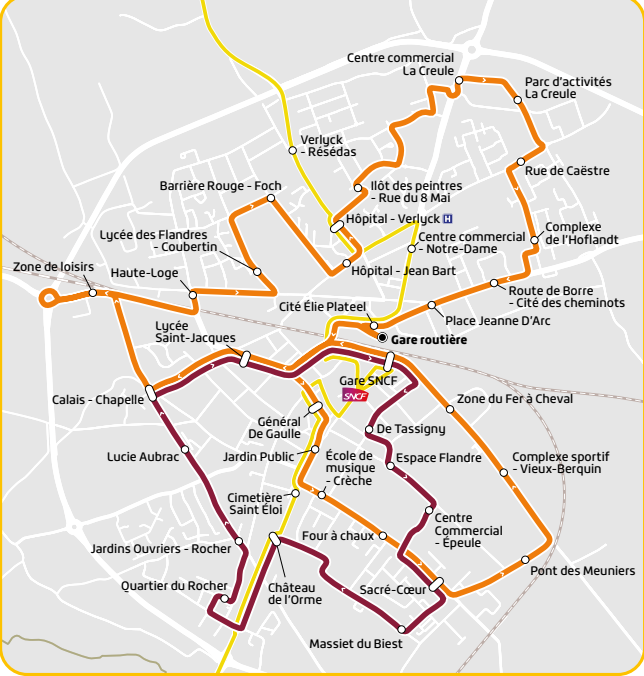 Centre commercial
La Creule
Parc d'activités
La Creule
Verlyck
- Résédas
Rue de Caëstre
Barrière Rouge - Foch
Ilôt des peintres
- Rue du 8 Mai
Hôpital - Verlyck H
Lycée des Flandres
- Coubertin
Centre commercial
- Notre-Dame
Complexe
de l'Hoflandt
Zone de loisirs
Haute-Loge
Hôpital - Jean Bart
Route de Borre
- Cité des cheminots
Cité Élie Plateel
Place Jeanne D'Arc
Lycée
Saint-Jacques
Gare routière
Gare SNCF
SNCF
Calais - Chapelle
Zone du Fer à Cheval
Général
De Gaulle
De Tassigny
Lucie Aubrac
Jardin Public
École de
musique
- Crèche
Espace Flandre
Complexe sportif
- Vieux-Berquin
Cimetière
Saint Éloi
Centre
Commercial
- Épeule
Jardins Ouvriers - Rocher
Four à chaux
Pont des Meuniers
Quartier du Rocher
Château
de l'Orme
Sacré-Cœur
Massiet du Biest